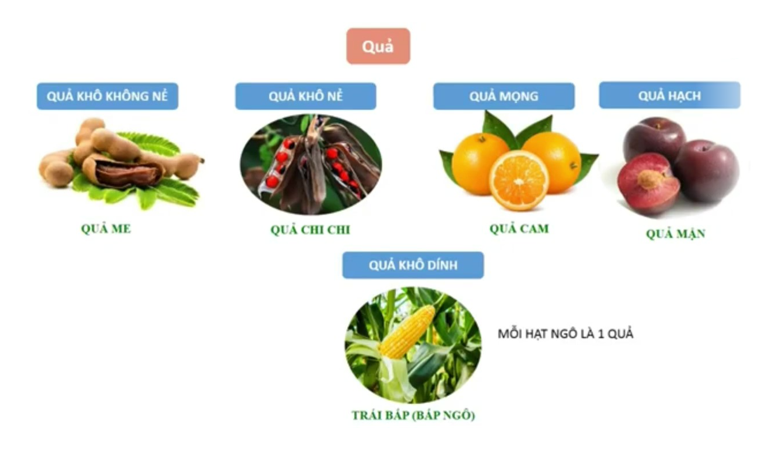 Quả
QUẢ KHÔ KHÔNG NẺ
QUẢ KHÔ NẺ
QUẢ MỌNG
QUẢ HẠCH
QUẢ ME
QUẢ CHI CHI
QUẢ CAM
QUẢ MẬN
QUẢ KHÔ DÍNH
MỖI HẠT NGÔ LÀ 1 QUẢ
TRÁI BẮP (BẮP NGÔ)